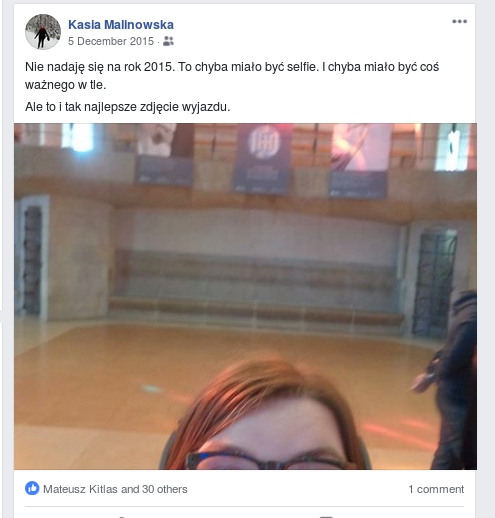 Kasia Malinowska
5 December 2015 ·
Nie nadaję się na rok 2015. To chyba miało być selfie. I chyba miało być coś
ważnego w tle.
Ale to i tak najlepsze zdjęcie wyjazdu.
Mateusz Kitlas and 30 others
1 comment